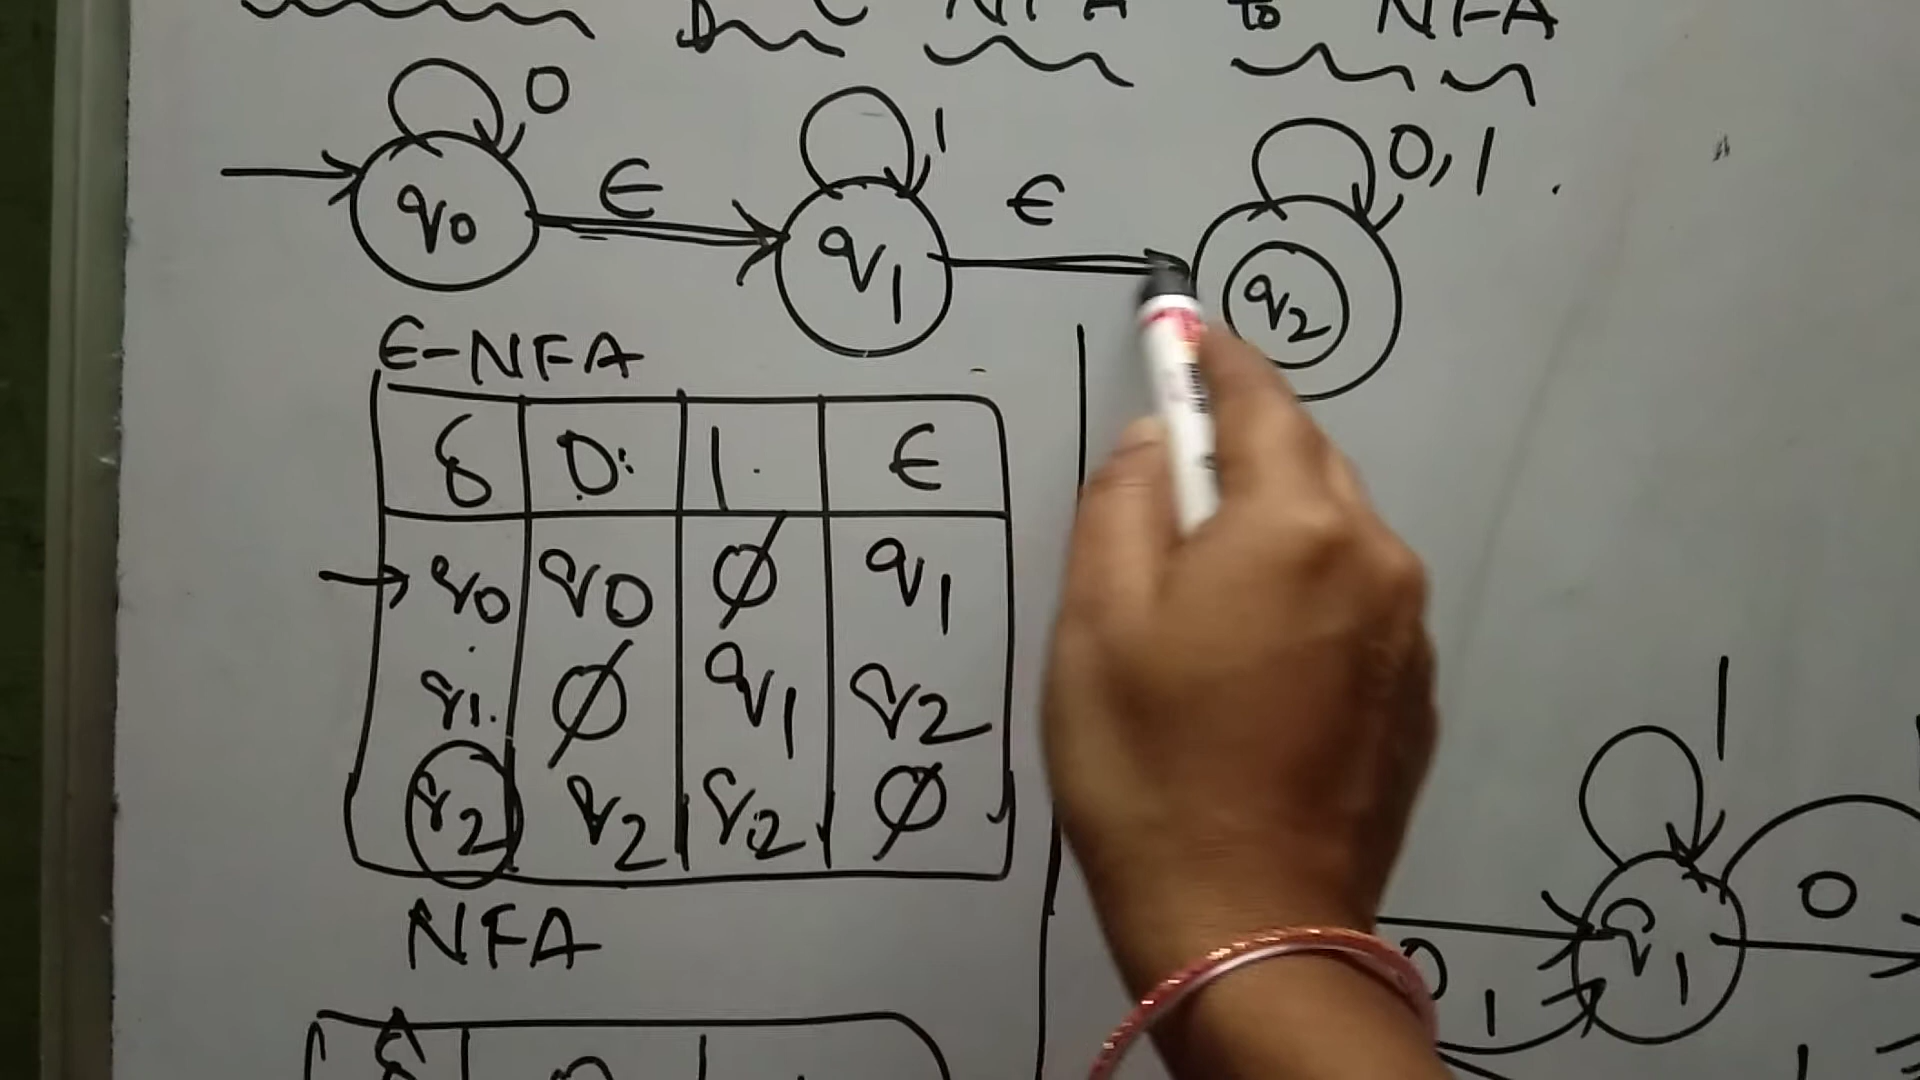 NFA to NFA
0 1 0, 1
q0 ϵ q1 ϵ q2
ϵ-NFA
δ 0 1 ϵ
q0 q0 ∅ q1
q1 ∅ q1 q2
q2 q2 q2 ∅
NFA
1
q1 0
0 1
1